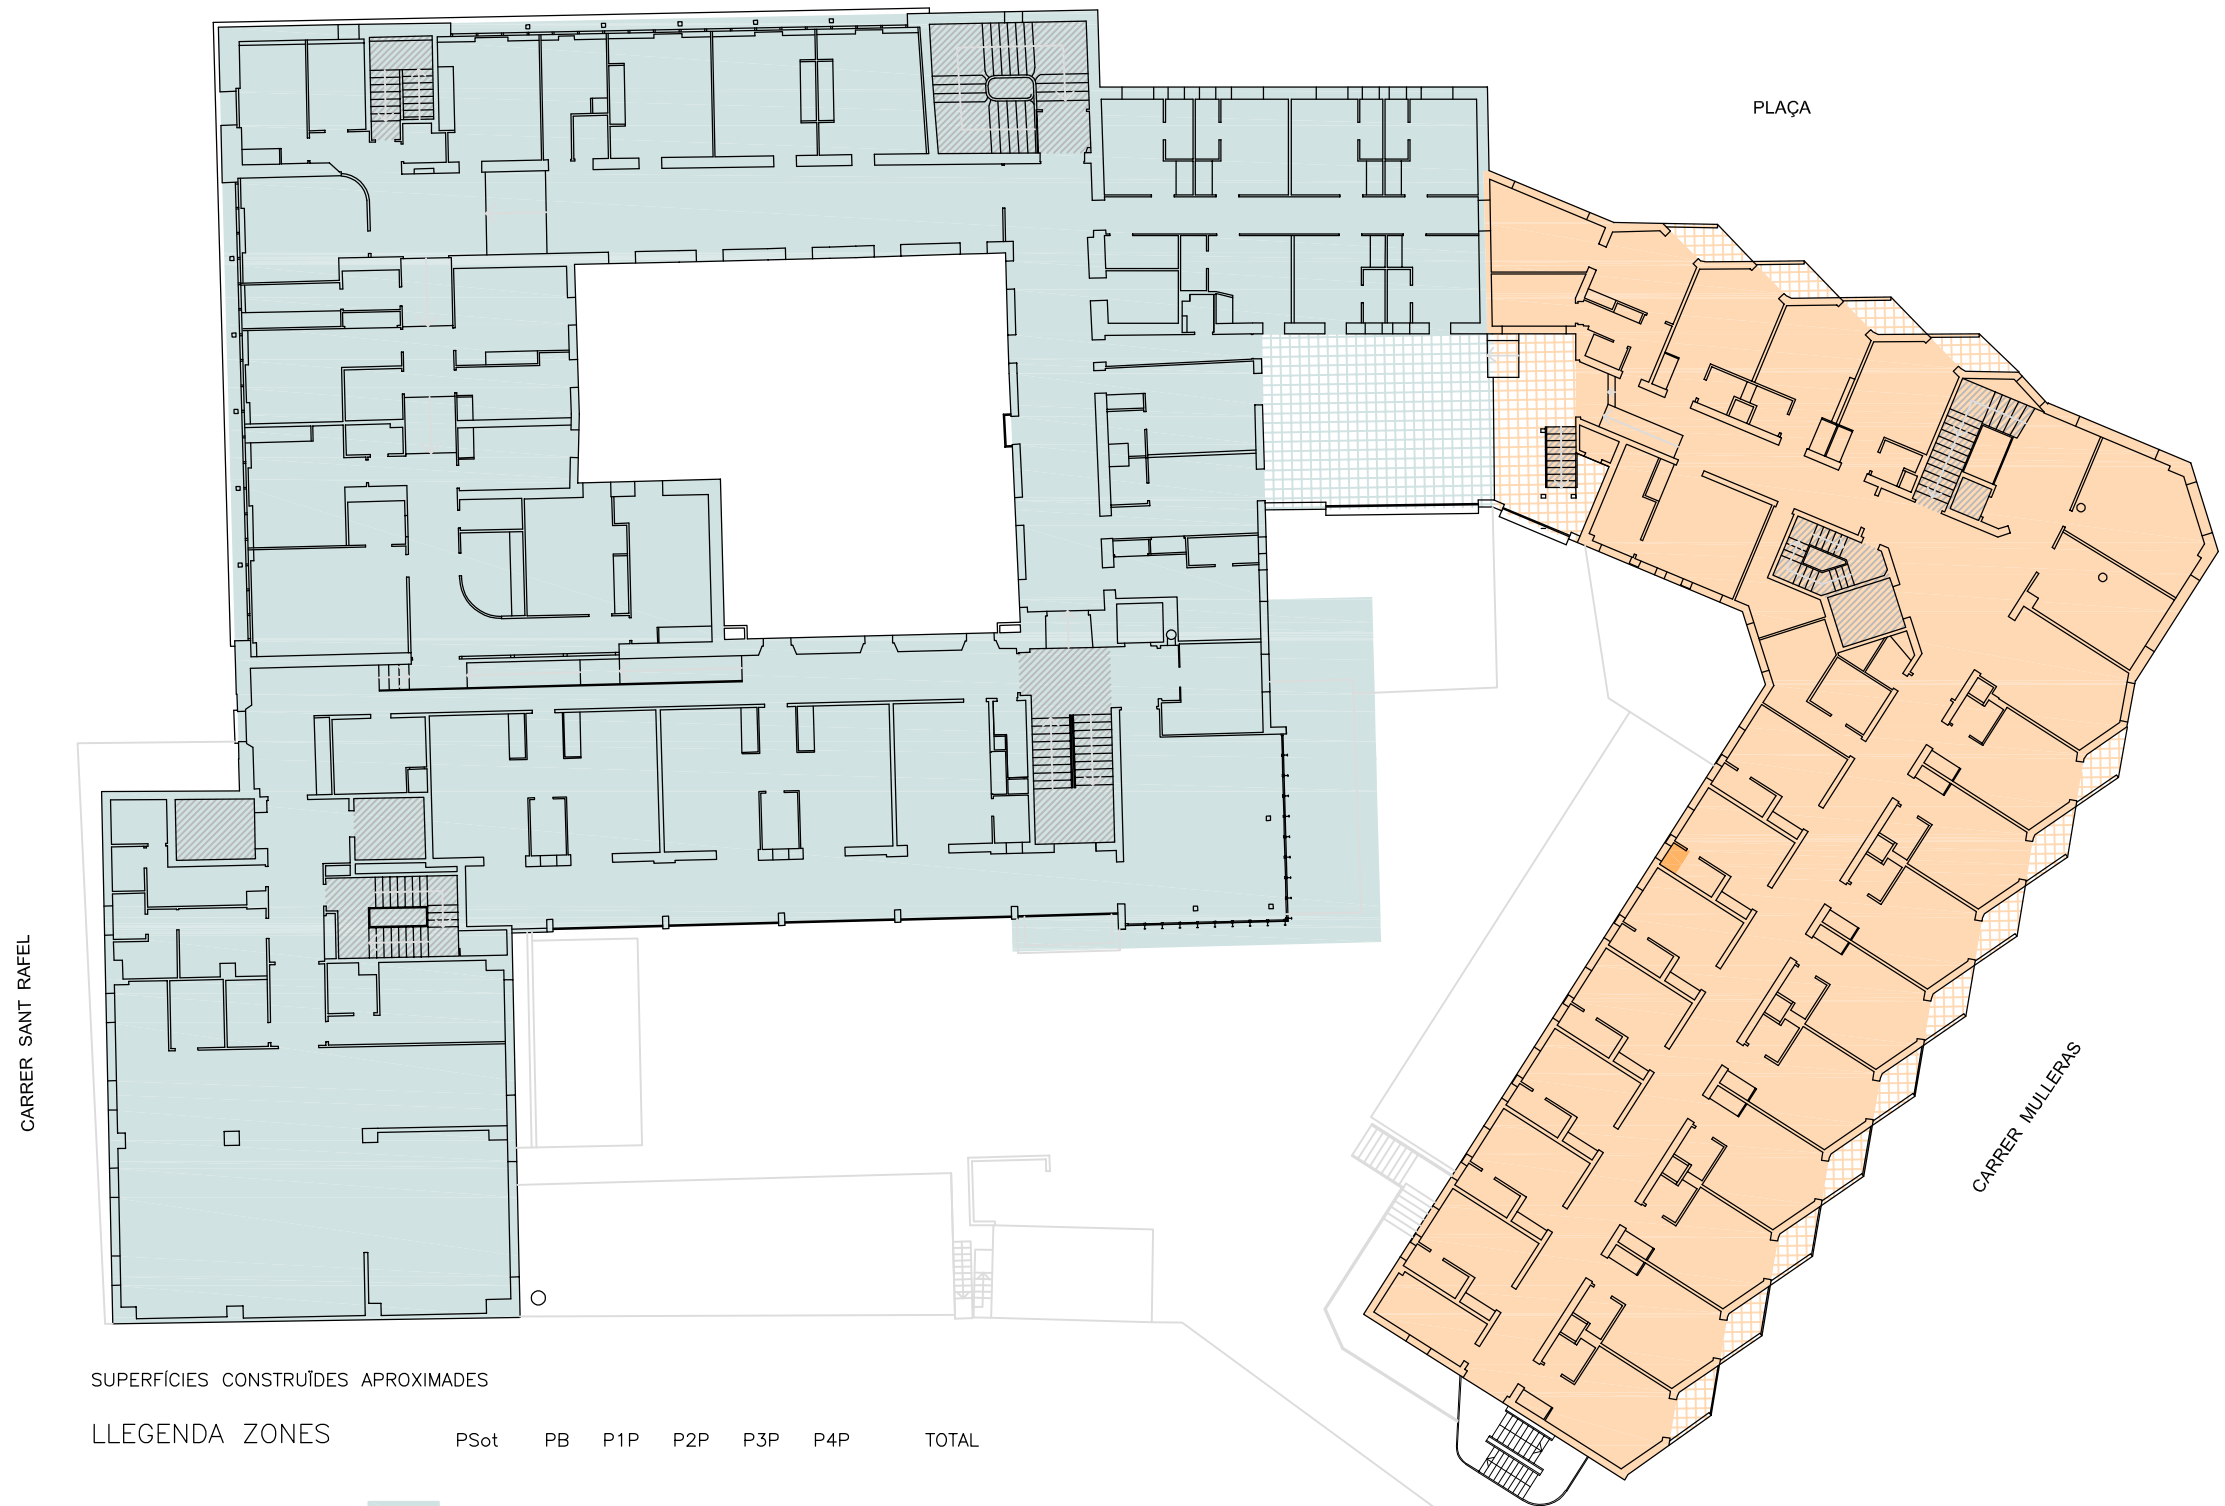 PLAÇA
CARRER SANT RAFEL
CARRER MULLERAS
SUPERFÍCIES CONSTRUÏDES APROXIMADES
LLEGENDA ZONES PSot PB P1P P2P P3P P4P TOTAL